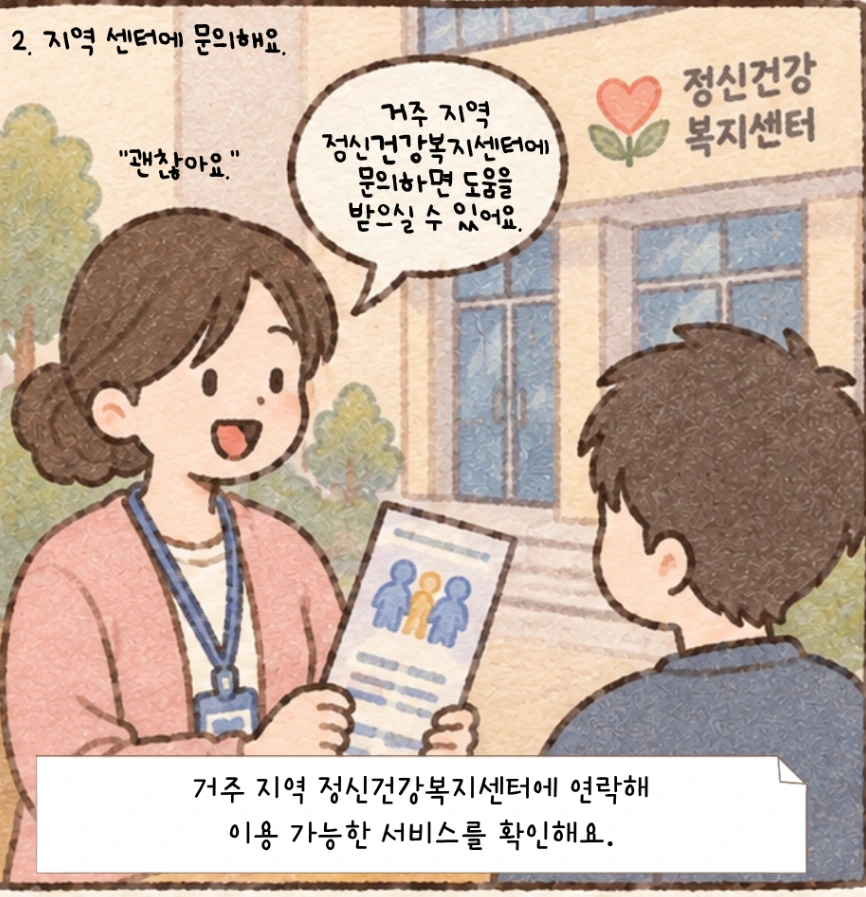 2. 지역 센터에 문의해요.
"괜찮아요."
거주 지역
정신건강복지센터에
문의하면 도움을
받으실 수 있어요.
정신건강
복지센터
거주 지역 정신건강복지센터에 연락해
이용 가능한 서비스를 확인해요.